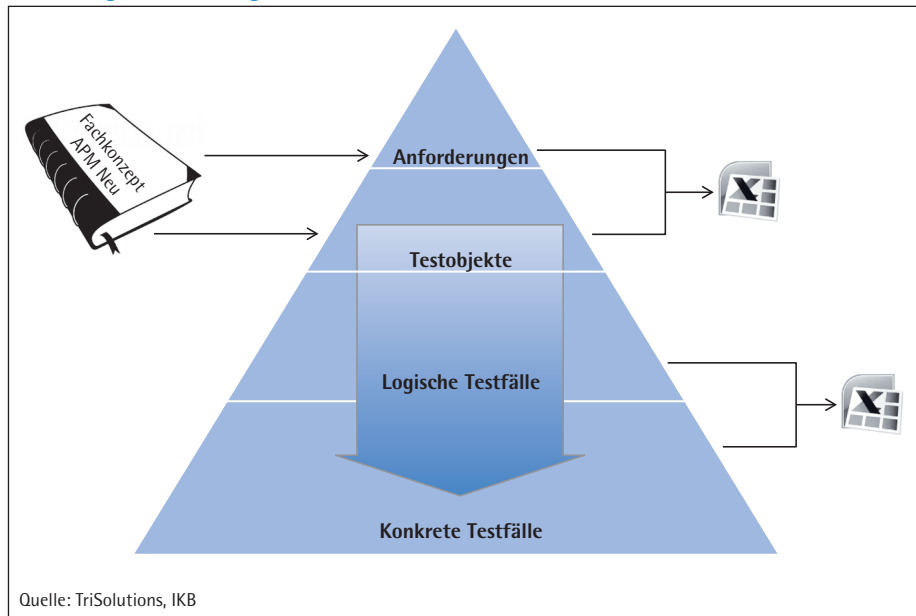 Fachkonzept
APM Neu
Anforderungen
Testobjekte
Logische Testfälle
Konkrete Testfälle
X
X
Quelle: TriSolutions, IKB